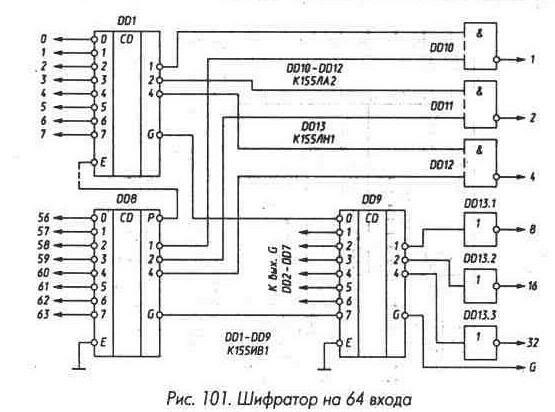 DD1
0 0 CD
1 1
2 2 1
3 3 2
4 4 4
5 5
6 6
7 7 G
E
DD8
56 0 CD P
57 1
58 2 1
59 3 2
60 4 4
61 5
62 6
63 7 G
E
DD10-DD12
К155ЛА2
DD13
К155ЛН1
& DD10 1
& DD11 2
& DD12 4
DD9
0 CD
1
2 1
3 2
4 4
5
6
7 G
E
К вых. G
DD2-DD7
DD13.1
1 8
DD13.2
1 16
DD13.3
1 32
G
DD1-DD9
К155ИВ1
Рис. 101. Шифратор на 64 входа